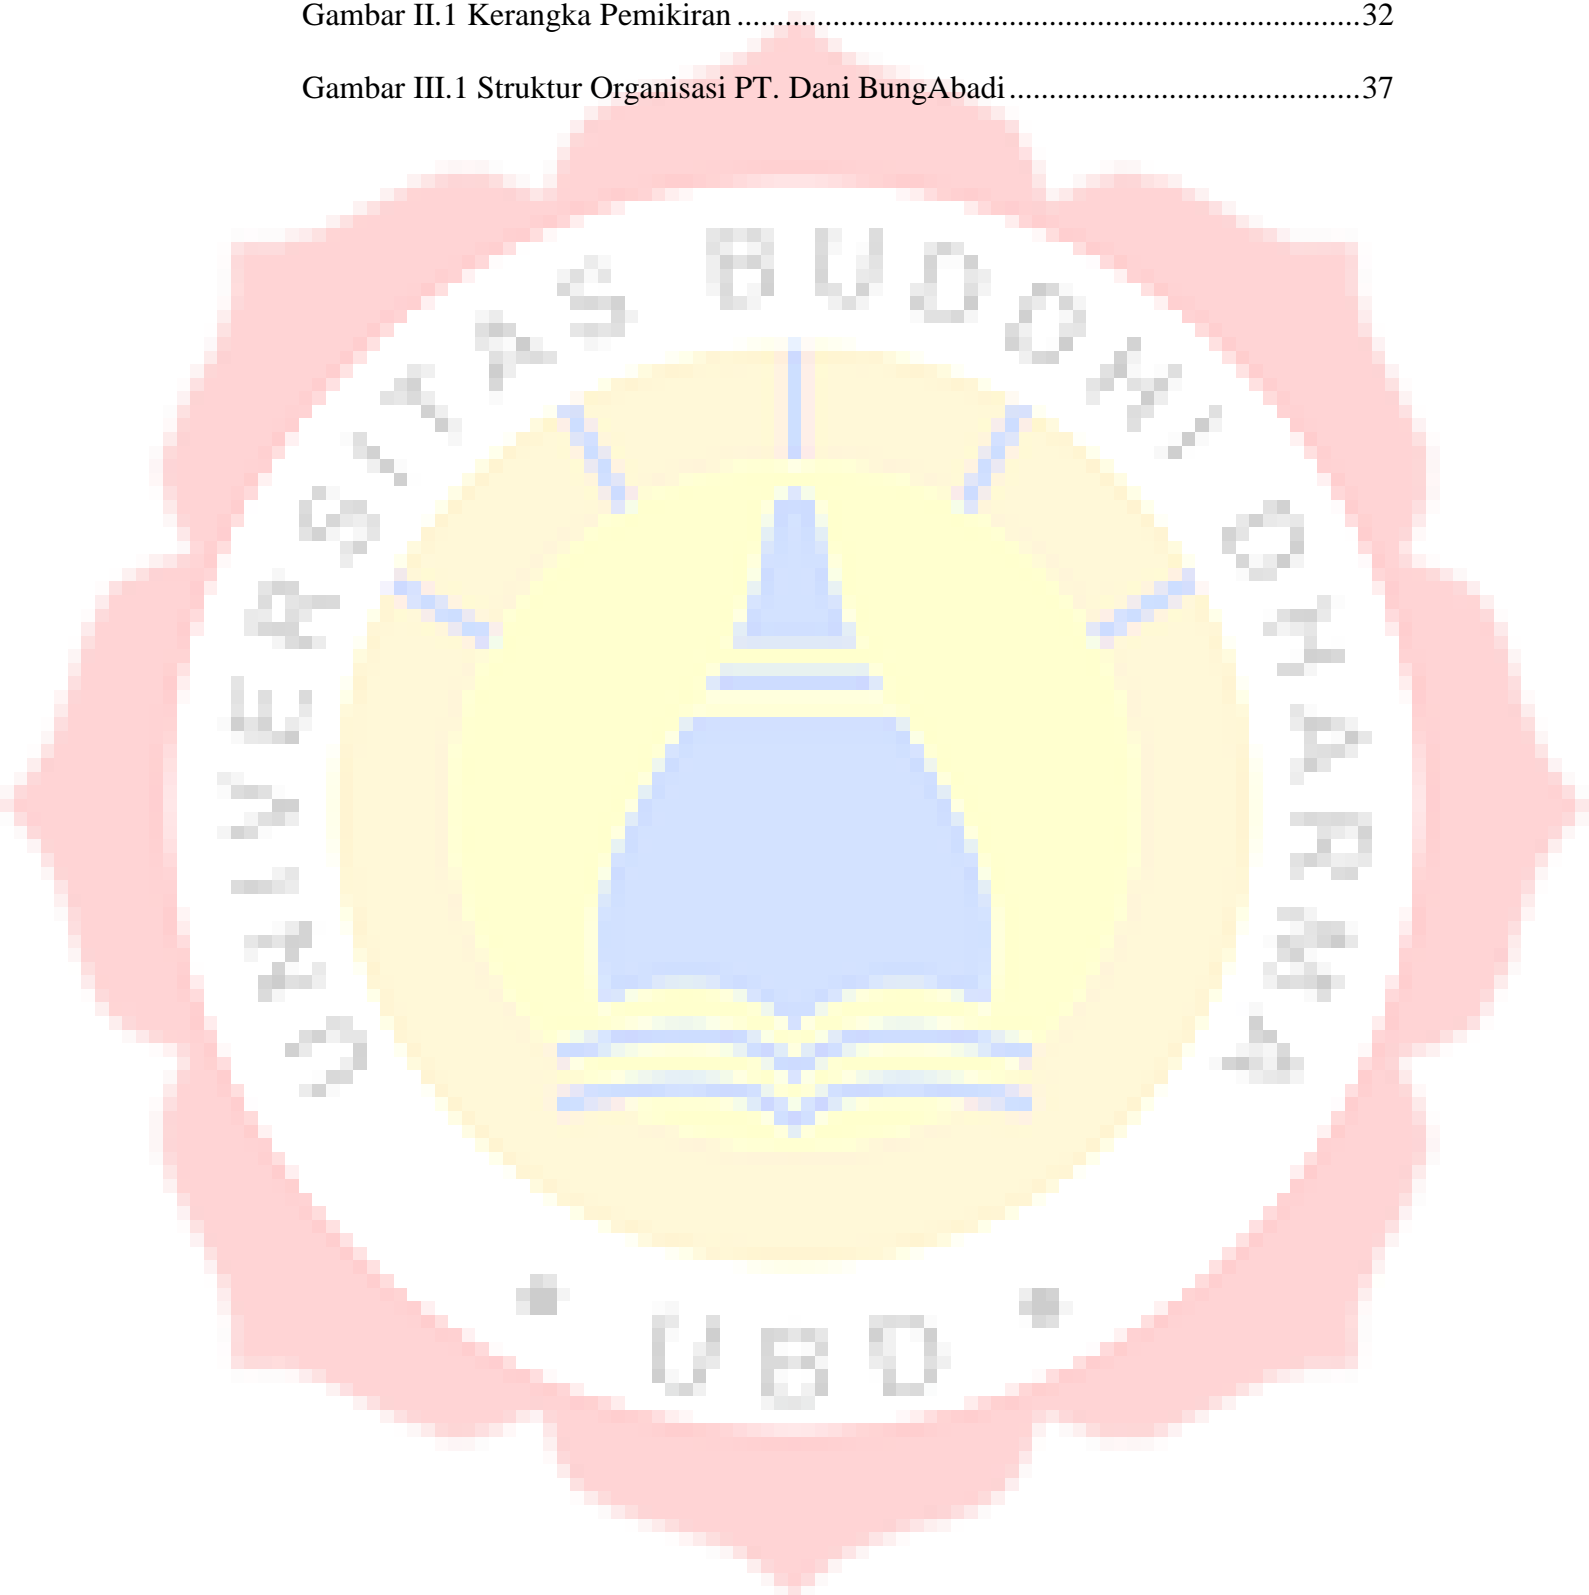 Gambar II.1 Kerangka Pemikiran ............................................................................32
Gambar III.1 Struktur Organisasi PT. Dani BungAbadi...........................................37
UNIVERSITAS BUDDHI DHARMA
• UBD •